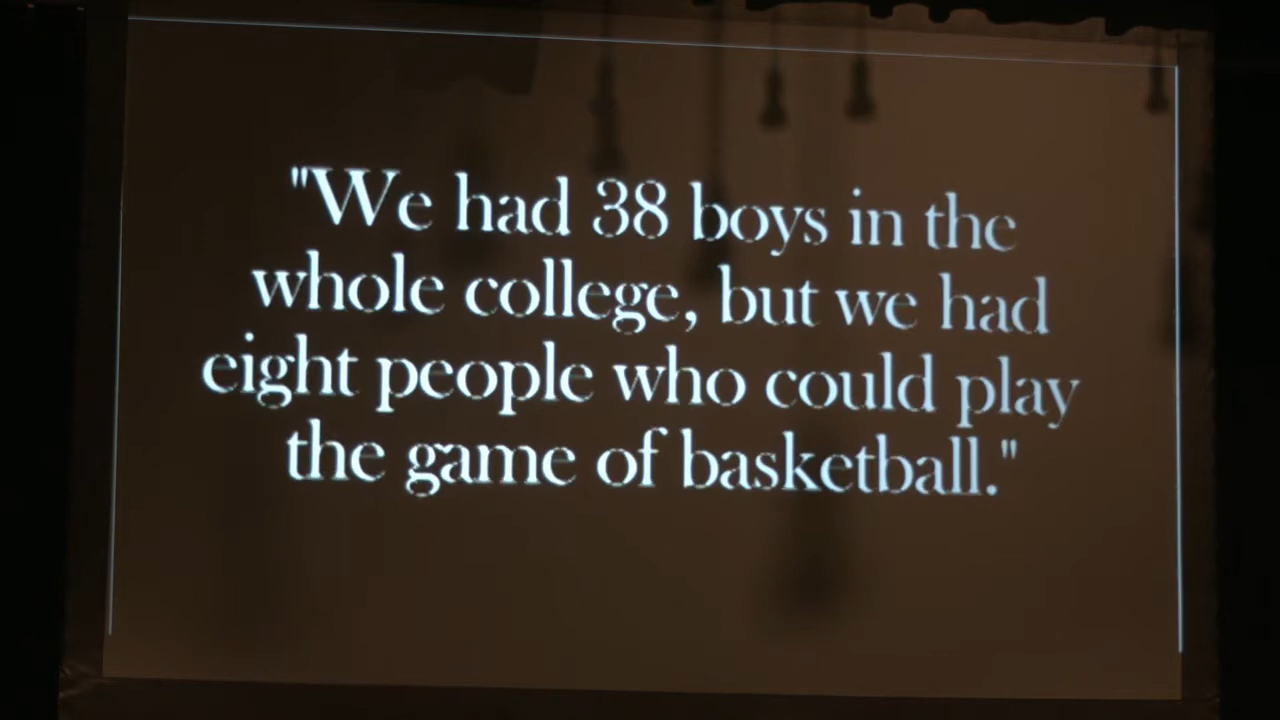 "We had 38 boys in the
whole college, but we had
eight people who could play
the game of basketball."